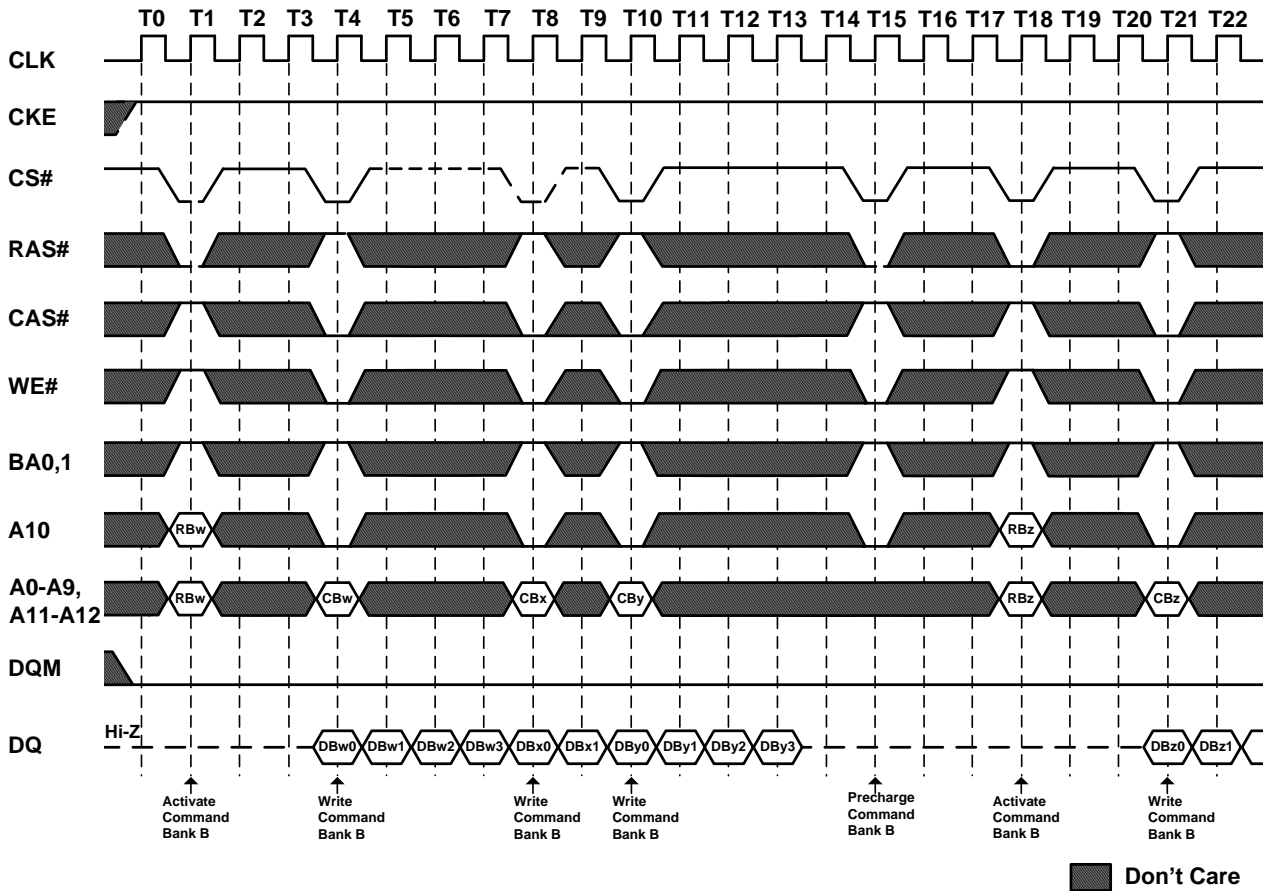 T0 T1 T2 T3 T4 T5 T6 T7 T8 T9 T10 T11 T12 T13 T14 T15 T16 T17 T18 T19 T20 T21 T22
CLK
CKE
CS#
RAS#
CAS#
WE#
BA0,1
A10
RBw
RBz
A0-A9,
A11-A12
RBw
CBw
CBx
CBy
RBz
CBz
DQM
DQ
Hi-Z
DBw0 DBw1 DBw2 DBw3 DBx0 DBx1 DBy0 DBy1 DBy2 DBy3
DBz0 DBz1
Activate
Command
Bank B
Write
Command
Bank B
Write
Command
Bank B
Write
Command
Bank B
Precharge
Command
Bank B
Activate
Command
Bank B
Write
Command
Bank B
Don't Care